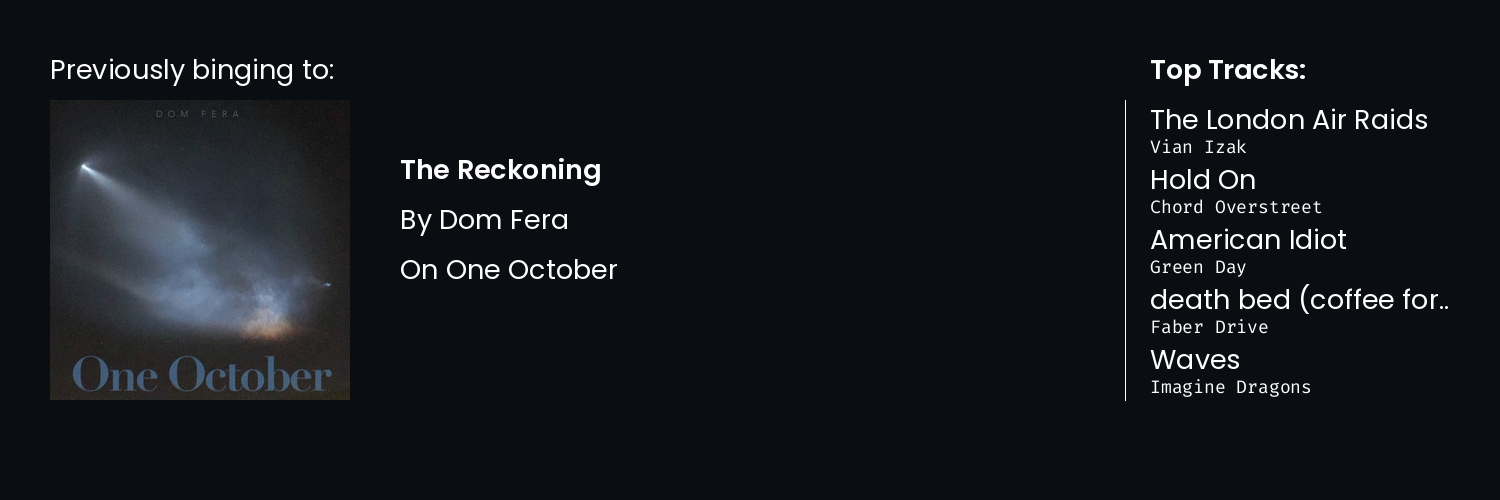 Previously binging to:
DOM FERA
One October
The Reckoning
By Dom Fera
On One October
Top Tracks:
The London Air Raids
Vian Izak
Hold On
Chord Overstreet
American Idiot
Green Day
death bed (coffee for..
Faber Drive
Waves
Imagine Dragons